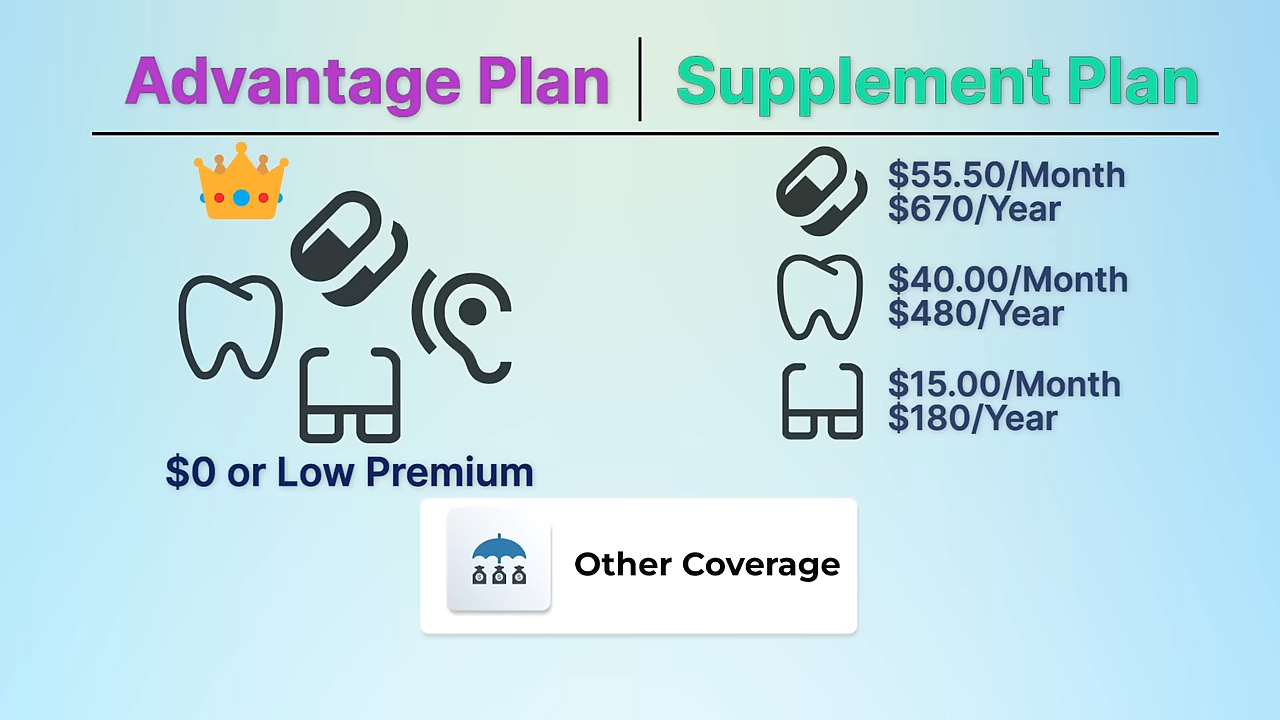 Advantage Plan
Supplement Plan
$55.50/Month
$670/Year
$40.00/Month
$480/Year
$15.00/Month
$180/Year
$0 or Low Premium
Other Coverage